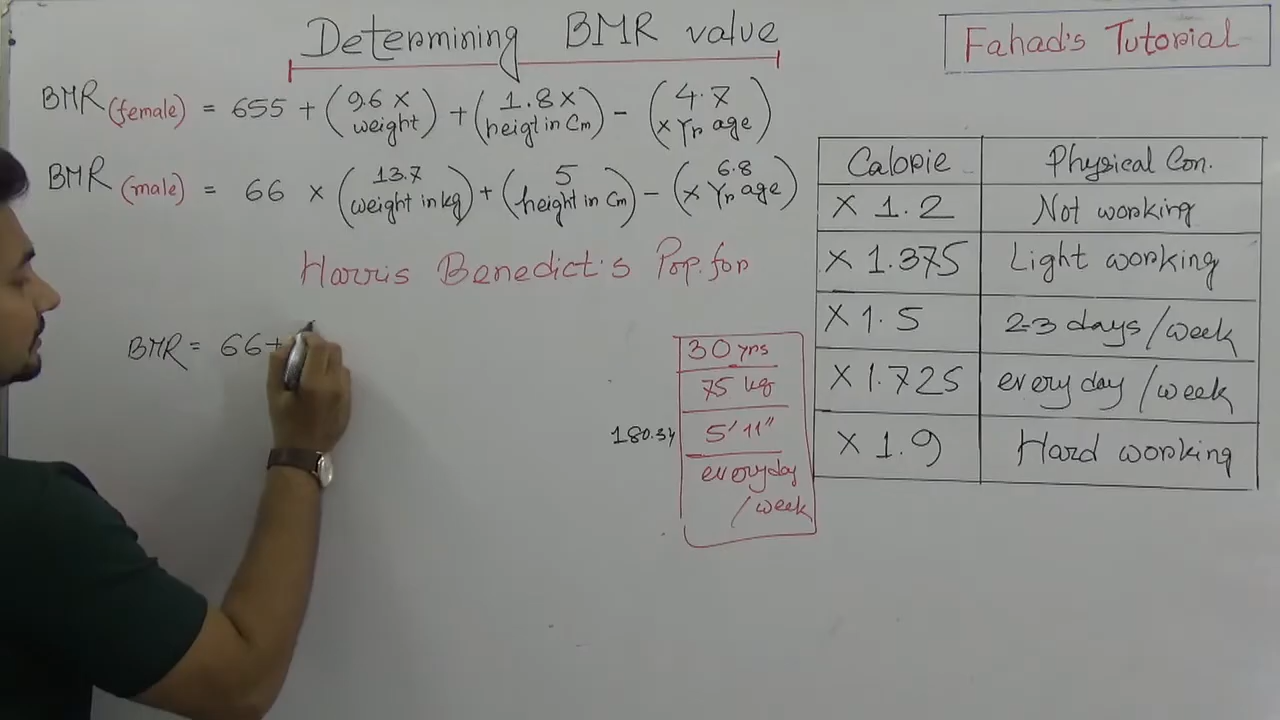 Determining BMR value
Fahad's Tutorial
BMR (female) = 655 + (9.6 x weight) + (1.8 x heigt in Cm) - (4.7 x Yr age)
BMR (male) = 66 x (13.7 weight in kg) + (5 height in Cm) - (6.8 x Yr age)
Harris Benedict's
BMR = 66+
30 yrs
75 kg
180.34
5' 11"
everyday
/week
Calorie Physical Con.
x 1.2 Not working
x 1.375 Light working
x 1.5 2-3 days/week
x 1.725 every day/week
x 1.9 Hard working